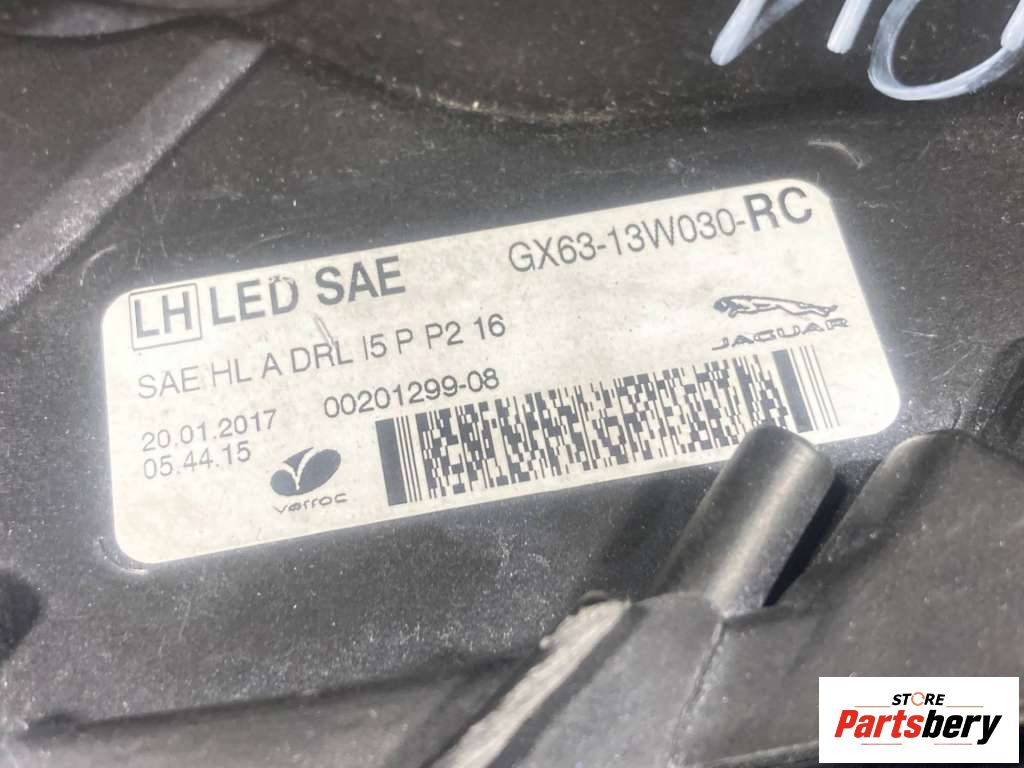 LH LED SAE GX63-13W030-RC
SAE HL A DRL I5 P P2 16
JAGUAR
20.01.2017 00201299-08
05.44.15
varroc
STORE
Partsbery